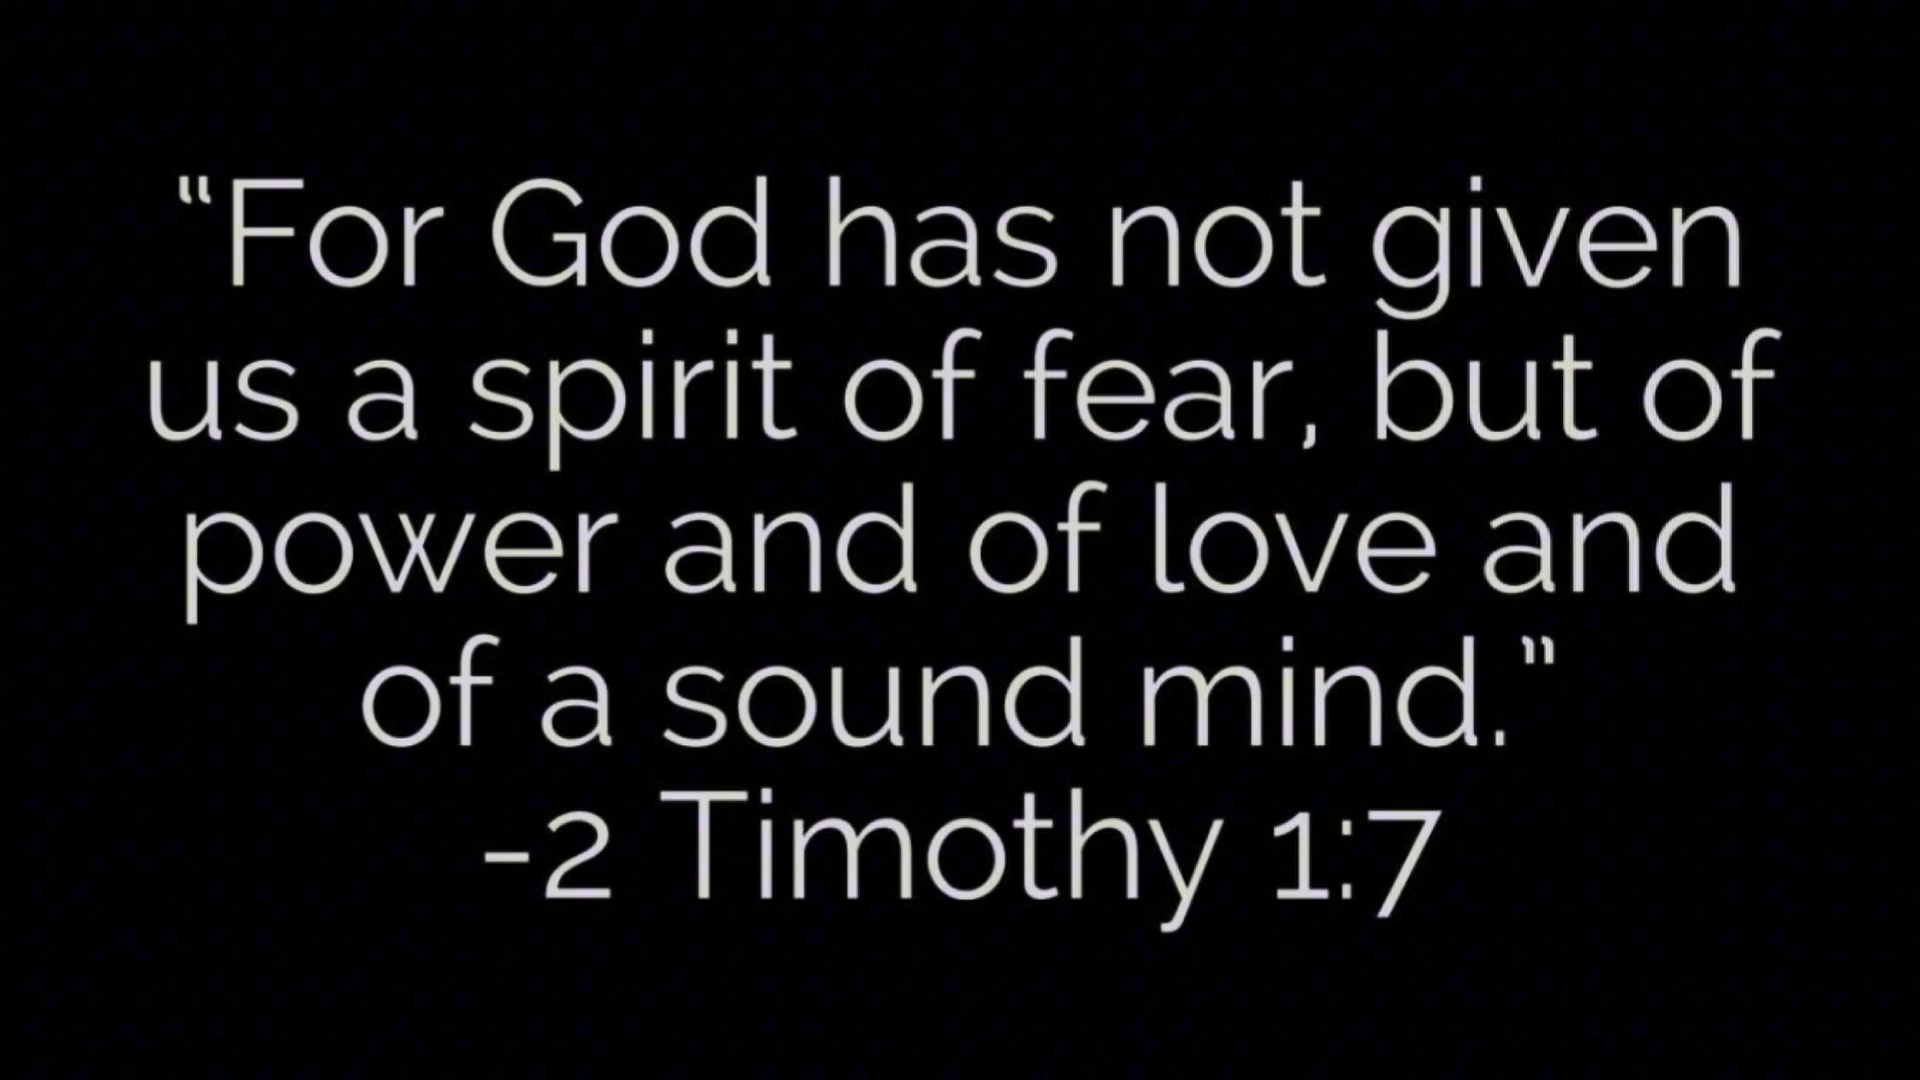 “For God has not given
us a spirit of fear, but of
power and of love and
of a sound mind.”
-2 Timothy 1:7